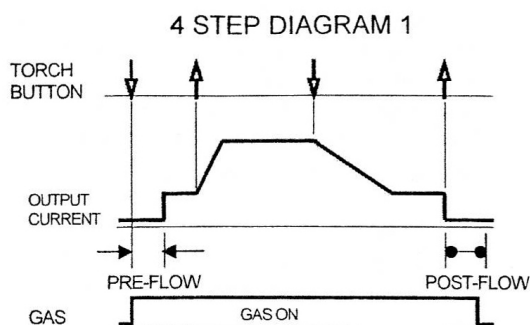 4 STEP DIAGRAM 1
TORCH
BUTTON
OUTPUT
CURRENT
PRE-FLOW
POST-FLOW
GAS
GAS ON